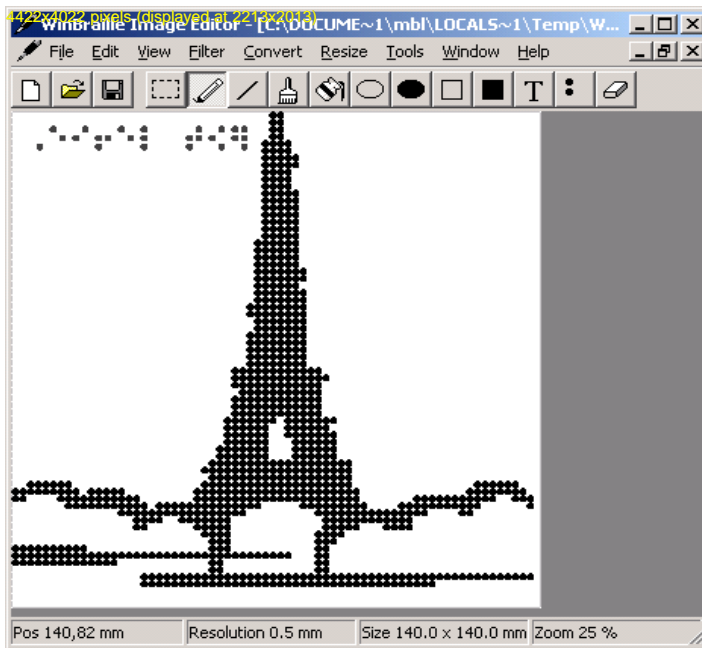 4422x4022 pixels (displayed at 2213x2013)
WinBraille Image Editor - [C:\DOCUME~1\mbl\LOCALS~1\Temp\W...
File Edit View Filter Convert Resize Tools Window Help
T
⠠⠑⠊⠖⠑⠇ ⠞⠪⠻
Pos 140,82 mm Resolution 0.5 mm Size 140.0 x 140.0 mm Zoom 25 %